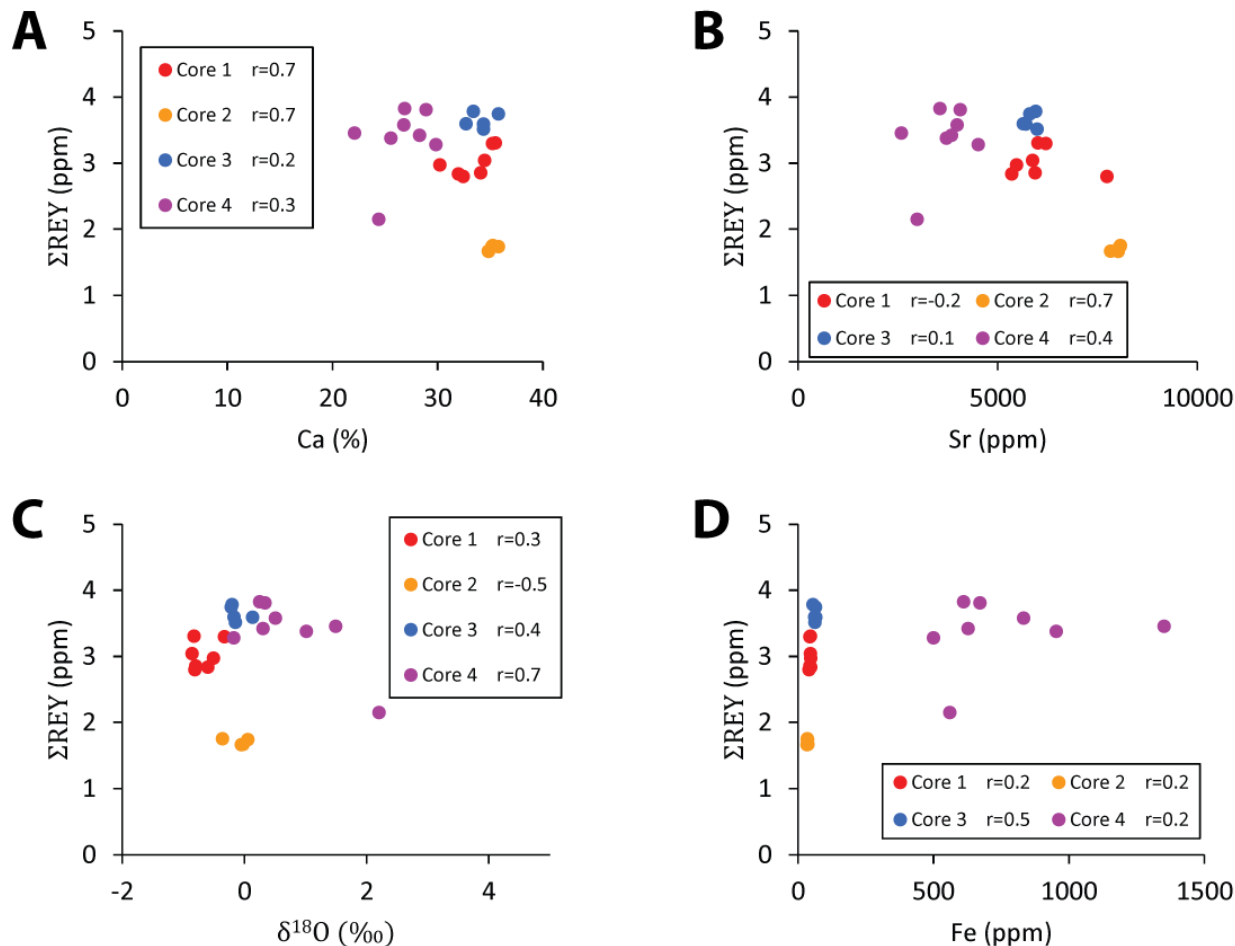 A
ΣREY (ppm)
5
4
3
2
1
0
Core 1 r=0.7
Core 2 r=0.7
Core 3 r=0.2
Core 4 r=0.3
0 10 20 30 40
Ca (%)
B
ΣREY (ppm)
5
4
3
2
1
0
Core 1 r=-0.2 Core 2 r=0.7
Core 3 r=0.1 Core 4 r=0.4
0 5000 10000
Sr (ppm)
C
ΣREY (ppm)
5
4
3
2
1
0
Core 1 r=0.3
Core 2 r=-0.5
Core 3 r=0.4
Core 4 r=0.7
-2 0 2 4
δ¹⁸O (‰)
D
ΣREY (ppm)
5
4
3
2
1
0
Core 1 r=0.2 Core 2 r=0.2
Core 3 r=0.5 Core 4 r=0.2
0 500 1000 1500
Fe (ppm)